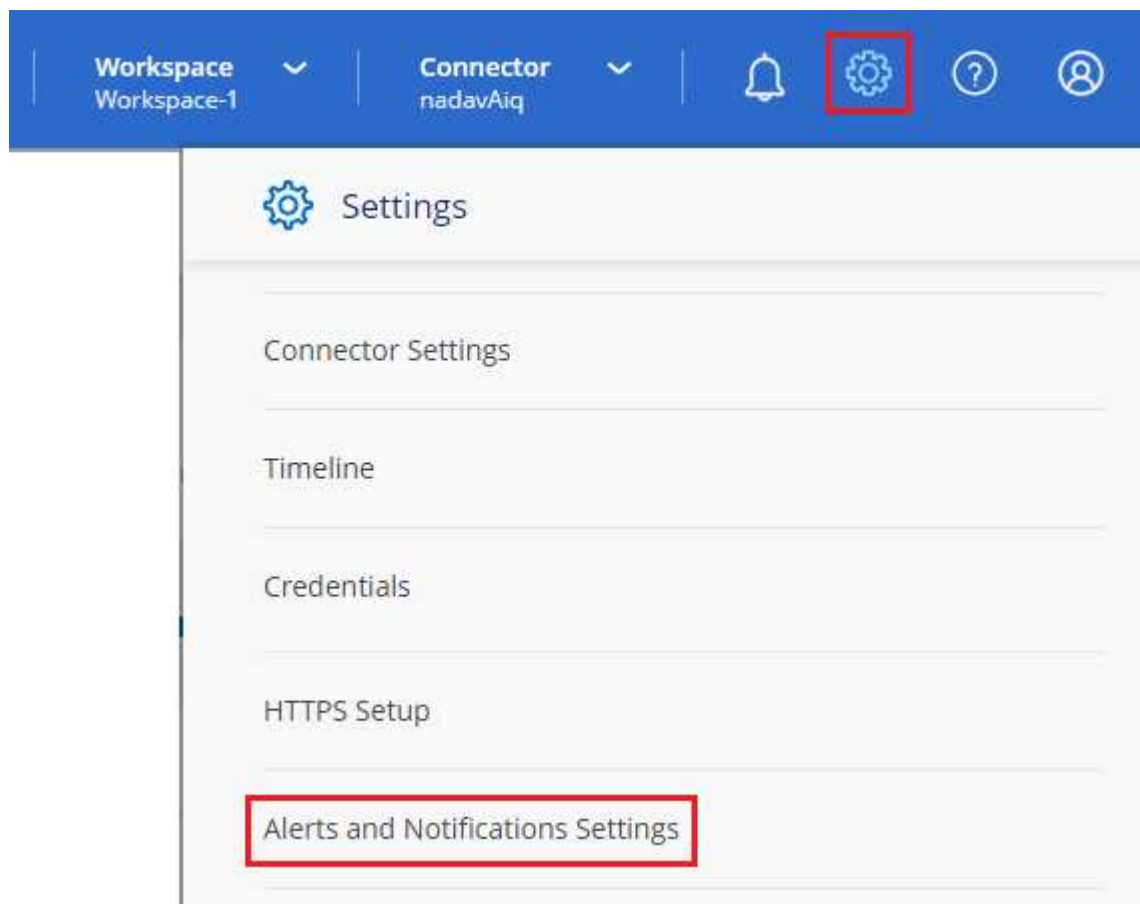 Workspace
Workspace-1
Connector
nadavAiq
Settings
Connector Settings
Timeline
Credentials
HTTPS Setup
Alerts and Notifications Settings